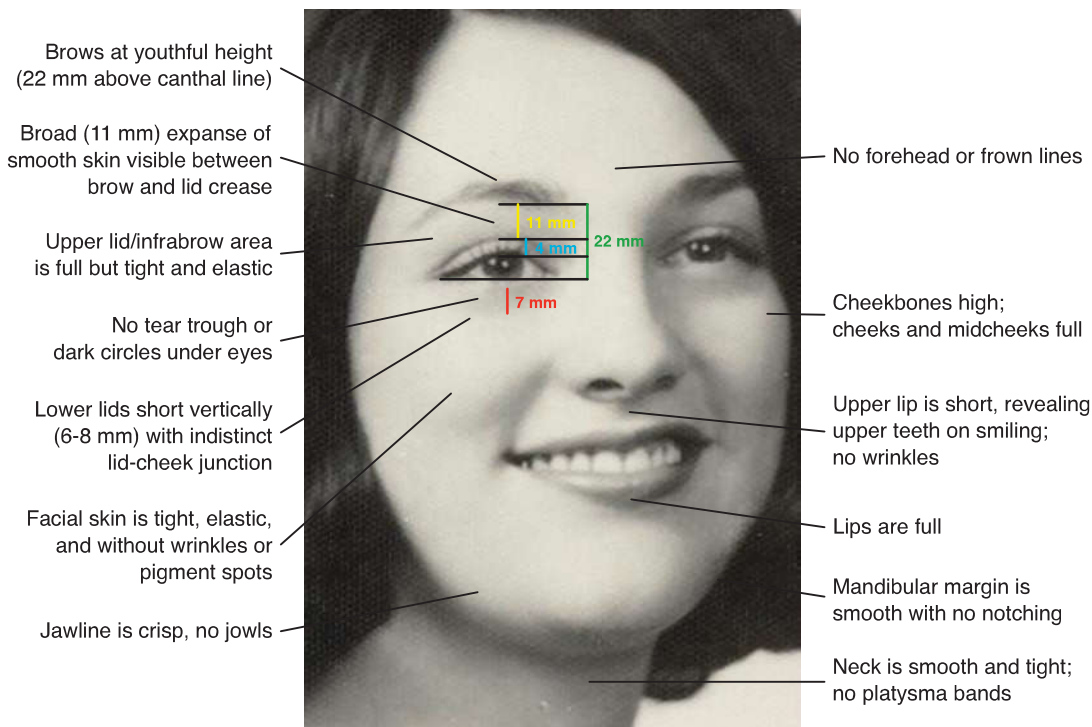 Brows at youthful height
(22 mm above canthal line)
Broad (11 mm) expanse of
smooth skin visible between
brow and lid crease
Upper lid/infrabrow area
is full but tight and elastic
No tear trough or
dark circles under eyes
Lower lids short vertically
(6-8 mm) with indistinct
lid-cheek junction
Facial skin is tight, elastic,
and without wrinkles or
pigment spots
Jawline is crisp, no jowls
11 mm
4 mm
22 mm
7 mm
No forehead or frown lines
Cheekbones high;
cheeks and midcheeks full
Upper lip is short, revealing
upper teeth on smiling;
no wrinkles
Lips are full
Mandibular margin is
smooth with no notching
Neck is smooth and tight;
no platysma bands